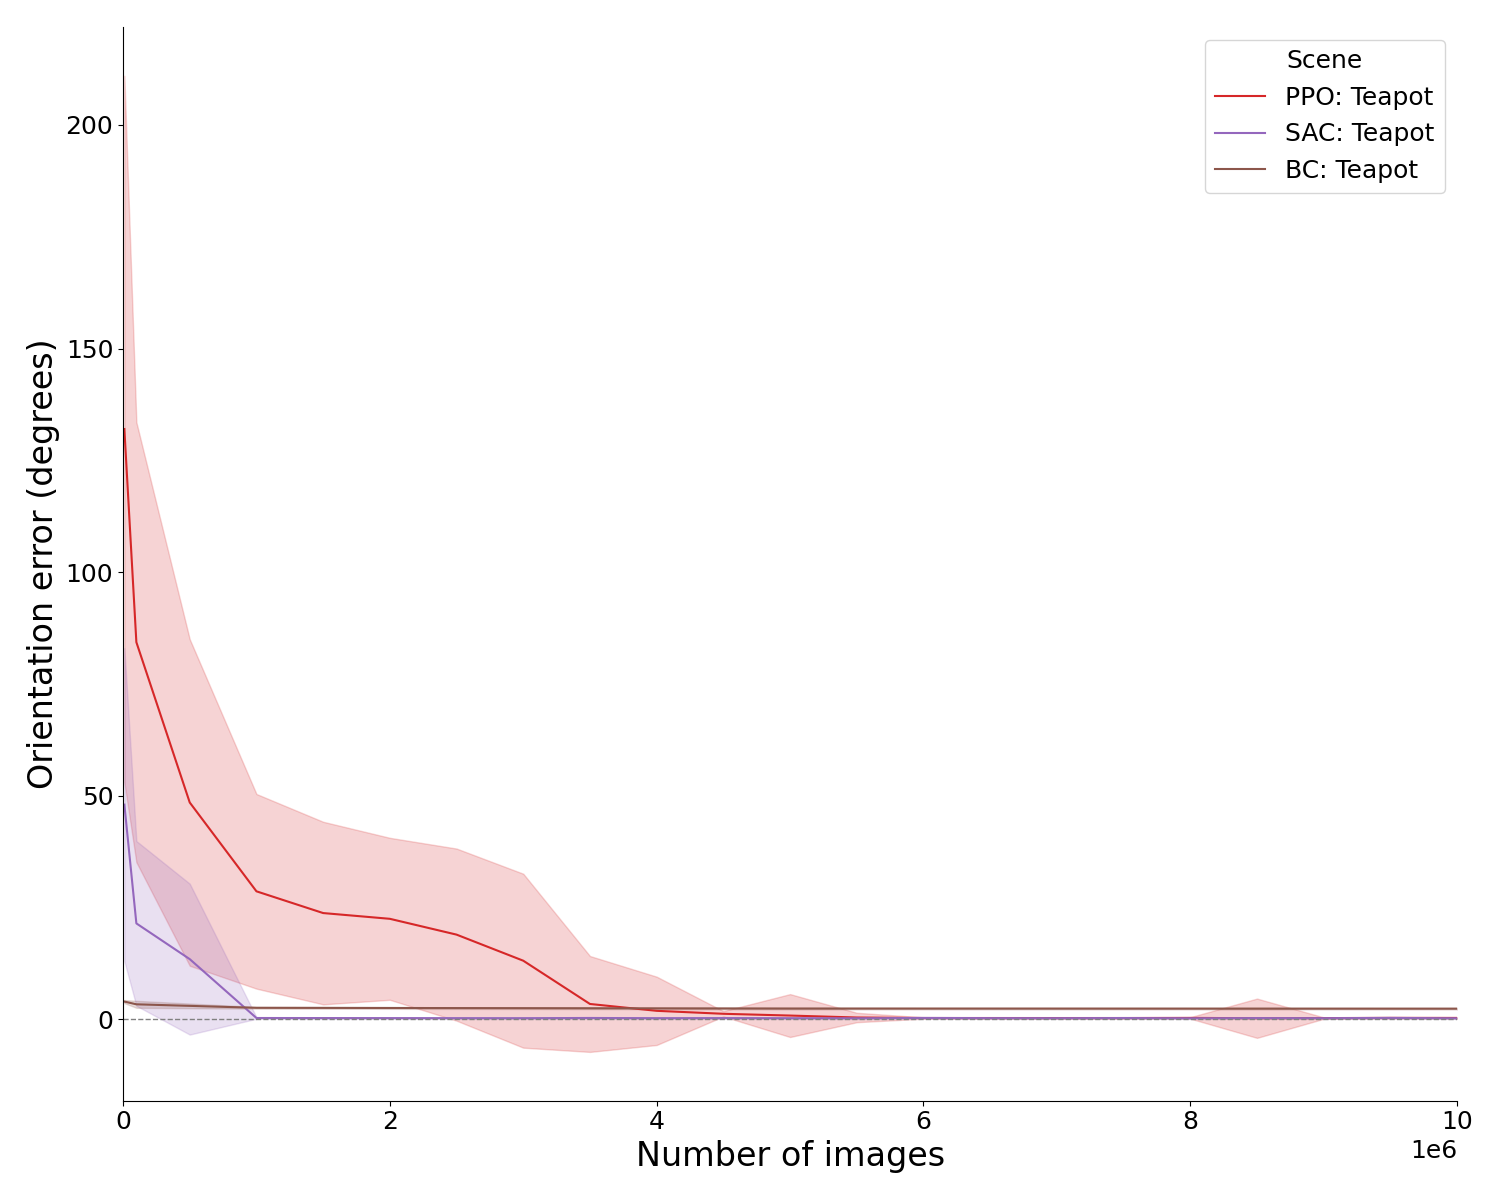 Scene
PPO: Teapot
SAC: Teapot
BC: Teapot
Orientation error (degrees)
200
150
100
50
0
0 2 4 6 8 10
1e6
Number of images